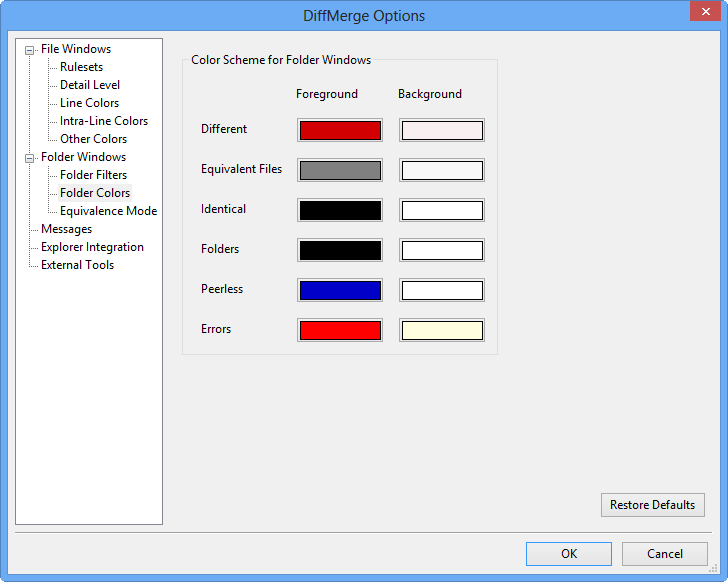 DiffMerge Options
File Windows
Rulesets
Detail Level
Line Colors
Intra-Line Colors
Other Colors
Folder Windows
Folder Filters
Folder Colors
Equivalence Mode
Messages
Explorer Integration
External Tools
Color Scheme for Folder Windows
Foreground Background
Different
Equivalent Files
Identical
Folders
Peerless
Errors
Restore Defaults
OK Cancel